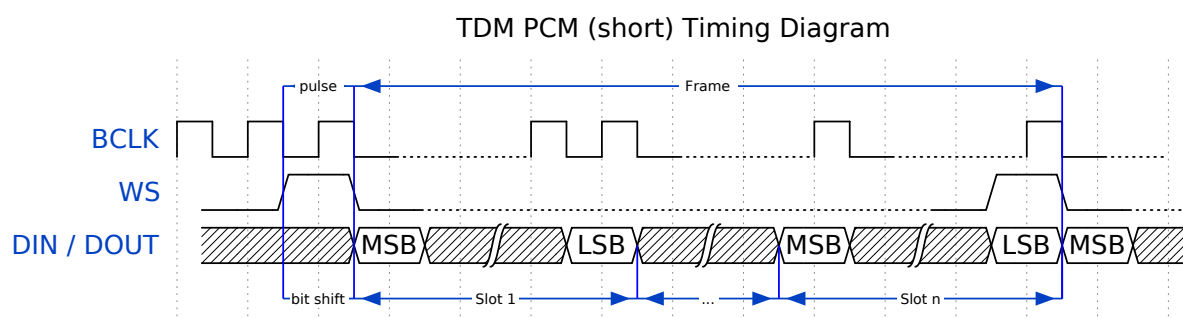 TDM PCM (short) Timing Diagram
pulse
Frame
BCLK
WS
DIN / DOUT
MSB
LSB
MSB
LSB
MSB
bit shift
Slot 1
...
Slot n